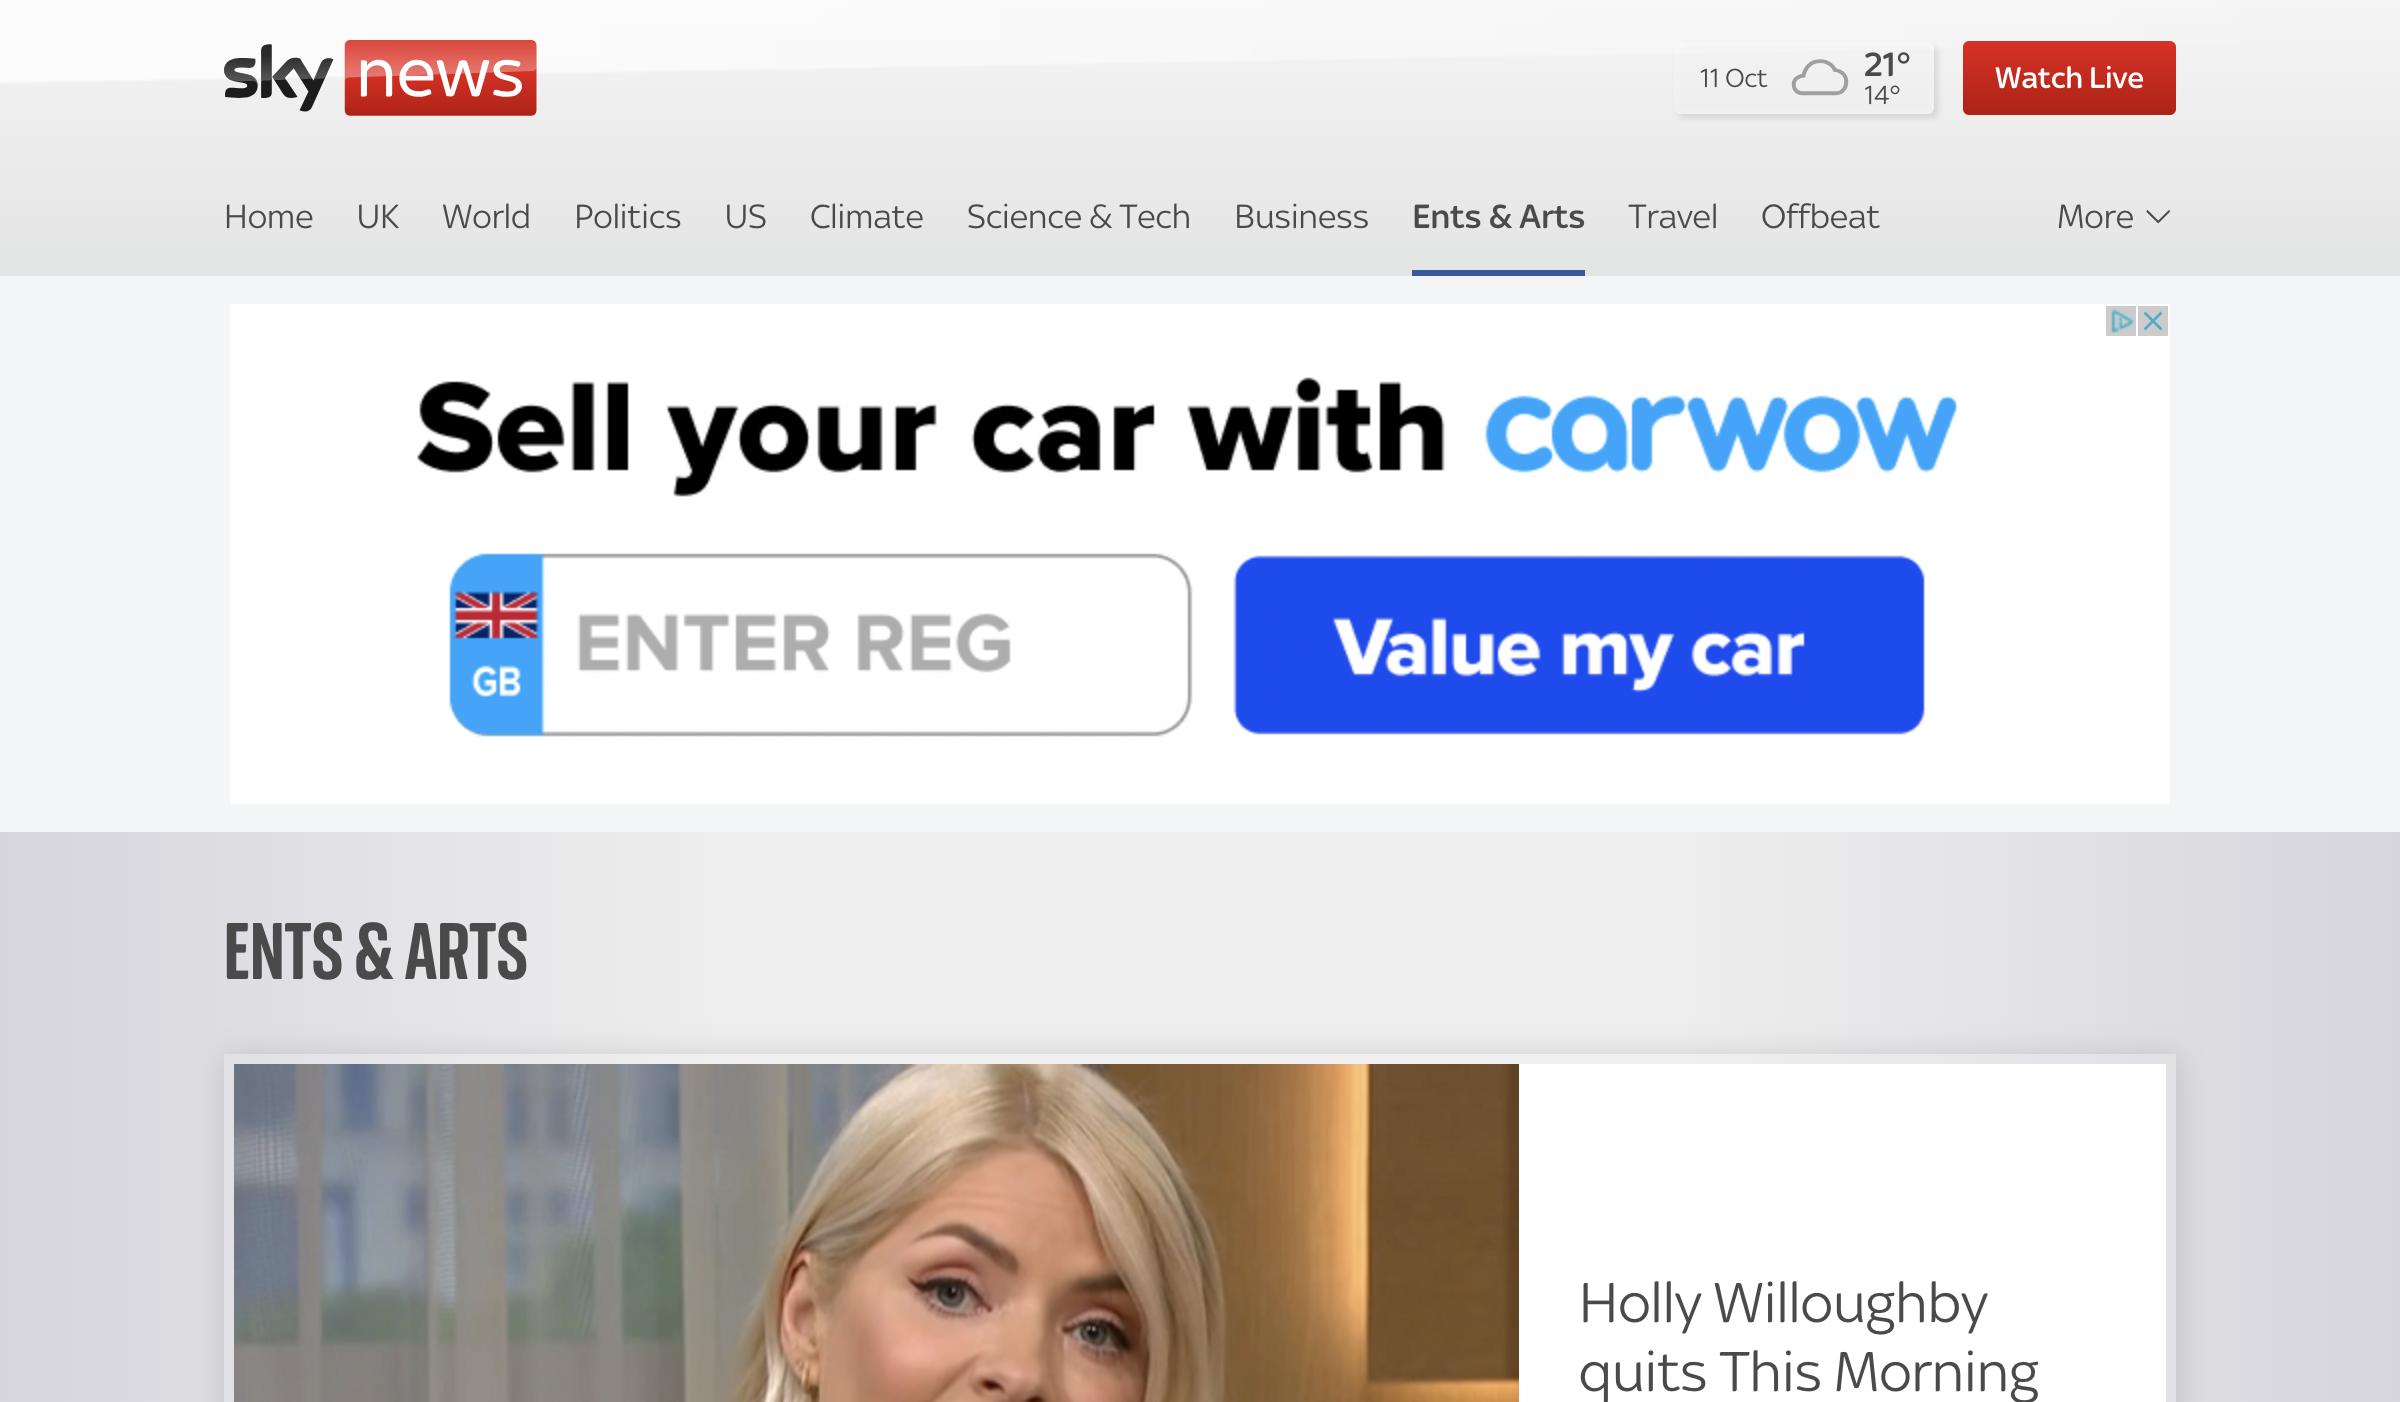 sky news
11 Oct 21° 14°
Watch Live
Home UK World Politics US Climate Science & Tech Business Ents & Arts Travel Offbeat More
Sell your car with carwow
GB ENTER REG
Value my car
ENTS & ARTS
Holly Willoughby
quits This Morning